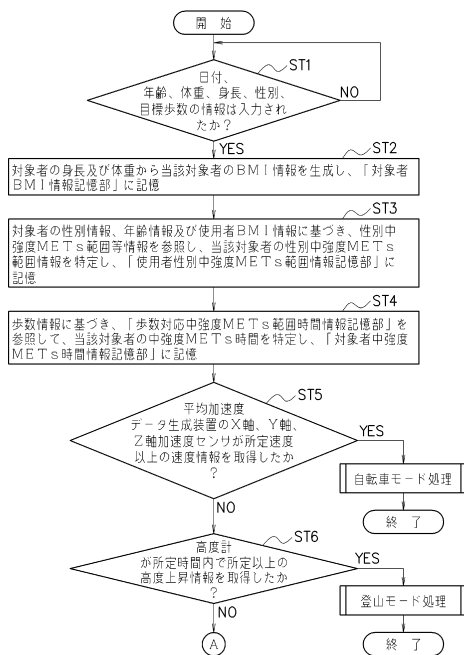 開　始
ST1
日付、
年齢、体重、身長、性別、
目標歩数の情報は入力され
たか？
NO
YES
ST2
対象者の身長及び体重から当該対象者のＢＭＩ情報を生成し、「対象者
ＢＭＩ情報記憶部」に記憶
ST3
対象者の性別情報、年齢情報及び使用者ＢＭＩ情報に基づき、性別中
強度ＭＥＴｓ範囲等情報を参照し、当該対象者の性別中強度ＭＥＴｓ
範囲情報を特定し、「使用者性別中強度ＭＥＴｓ範囲情報記憶部」に
記憶
ST4
歩数情報に基づき、「歩数対応中強度ＭＥＴｓ範囲時間情報記憶部」を
参照して、当該対象者の中強度ＭＥＴｓ時間を特定し、「対象者中強度
ＭＥＴｓ時間情報記憶部」に記憶
ST5
平均加速度
データ生成装置のＸ軸、Ｙ軸、
Ｚ軸加速度センサが所定速度
以上の速度情報を取得したか
？
YES
自転車モード処理
終　了
NO
ST6
高度計
が所定時間内で所定以上の
高度上昇情報を取得したか
？
YES
登山モード処理
終　了
NO
A